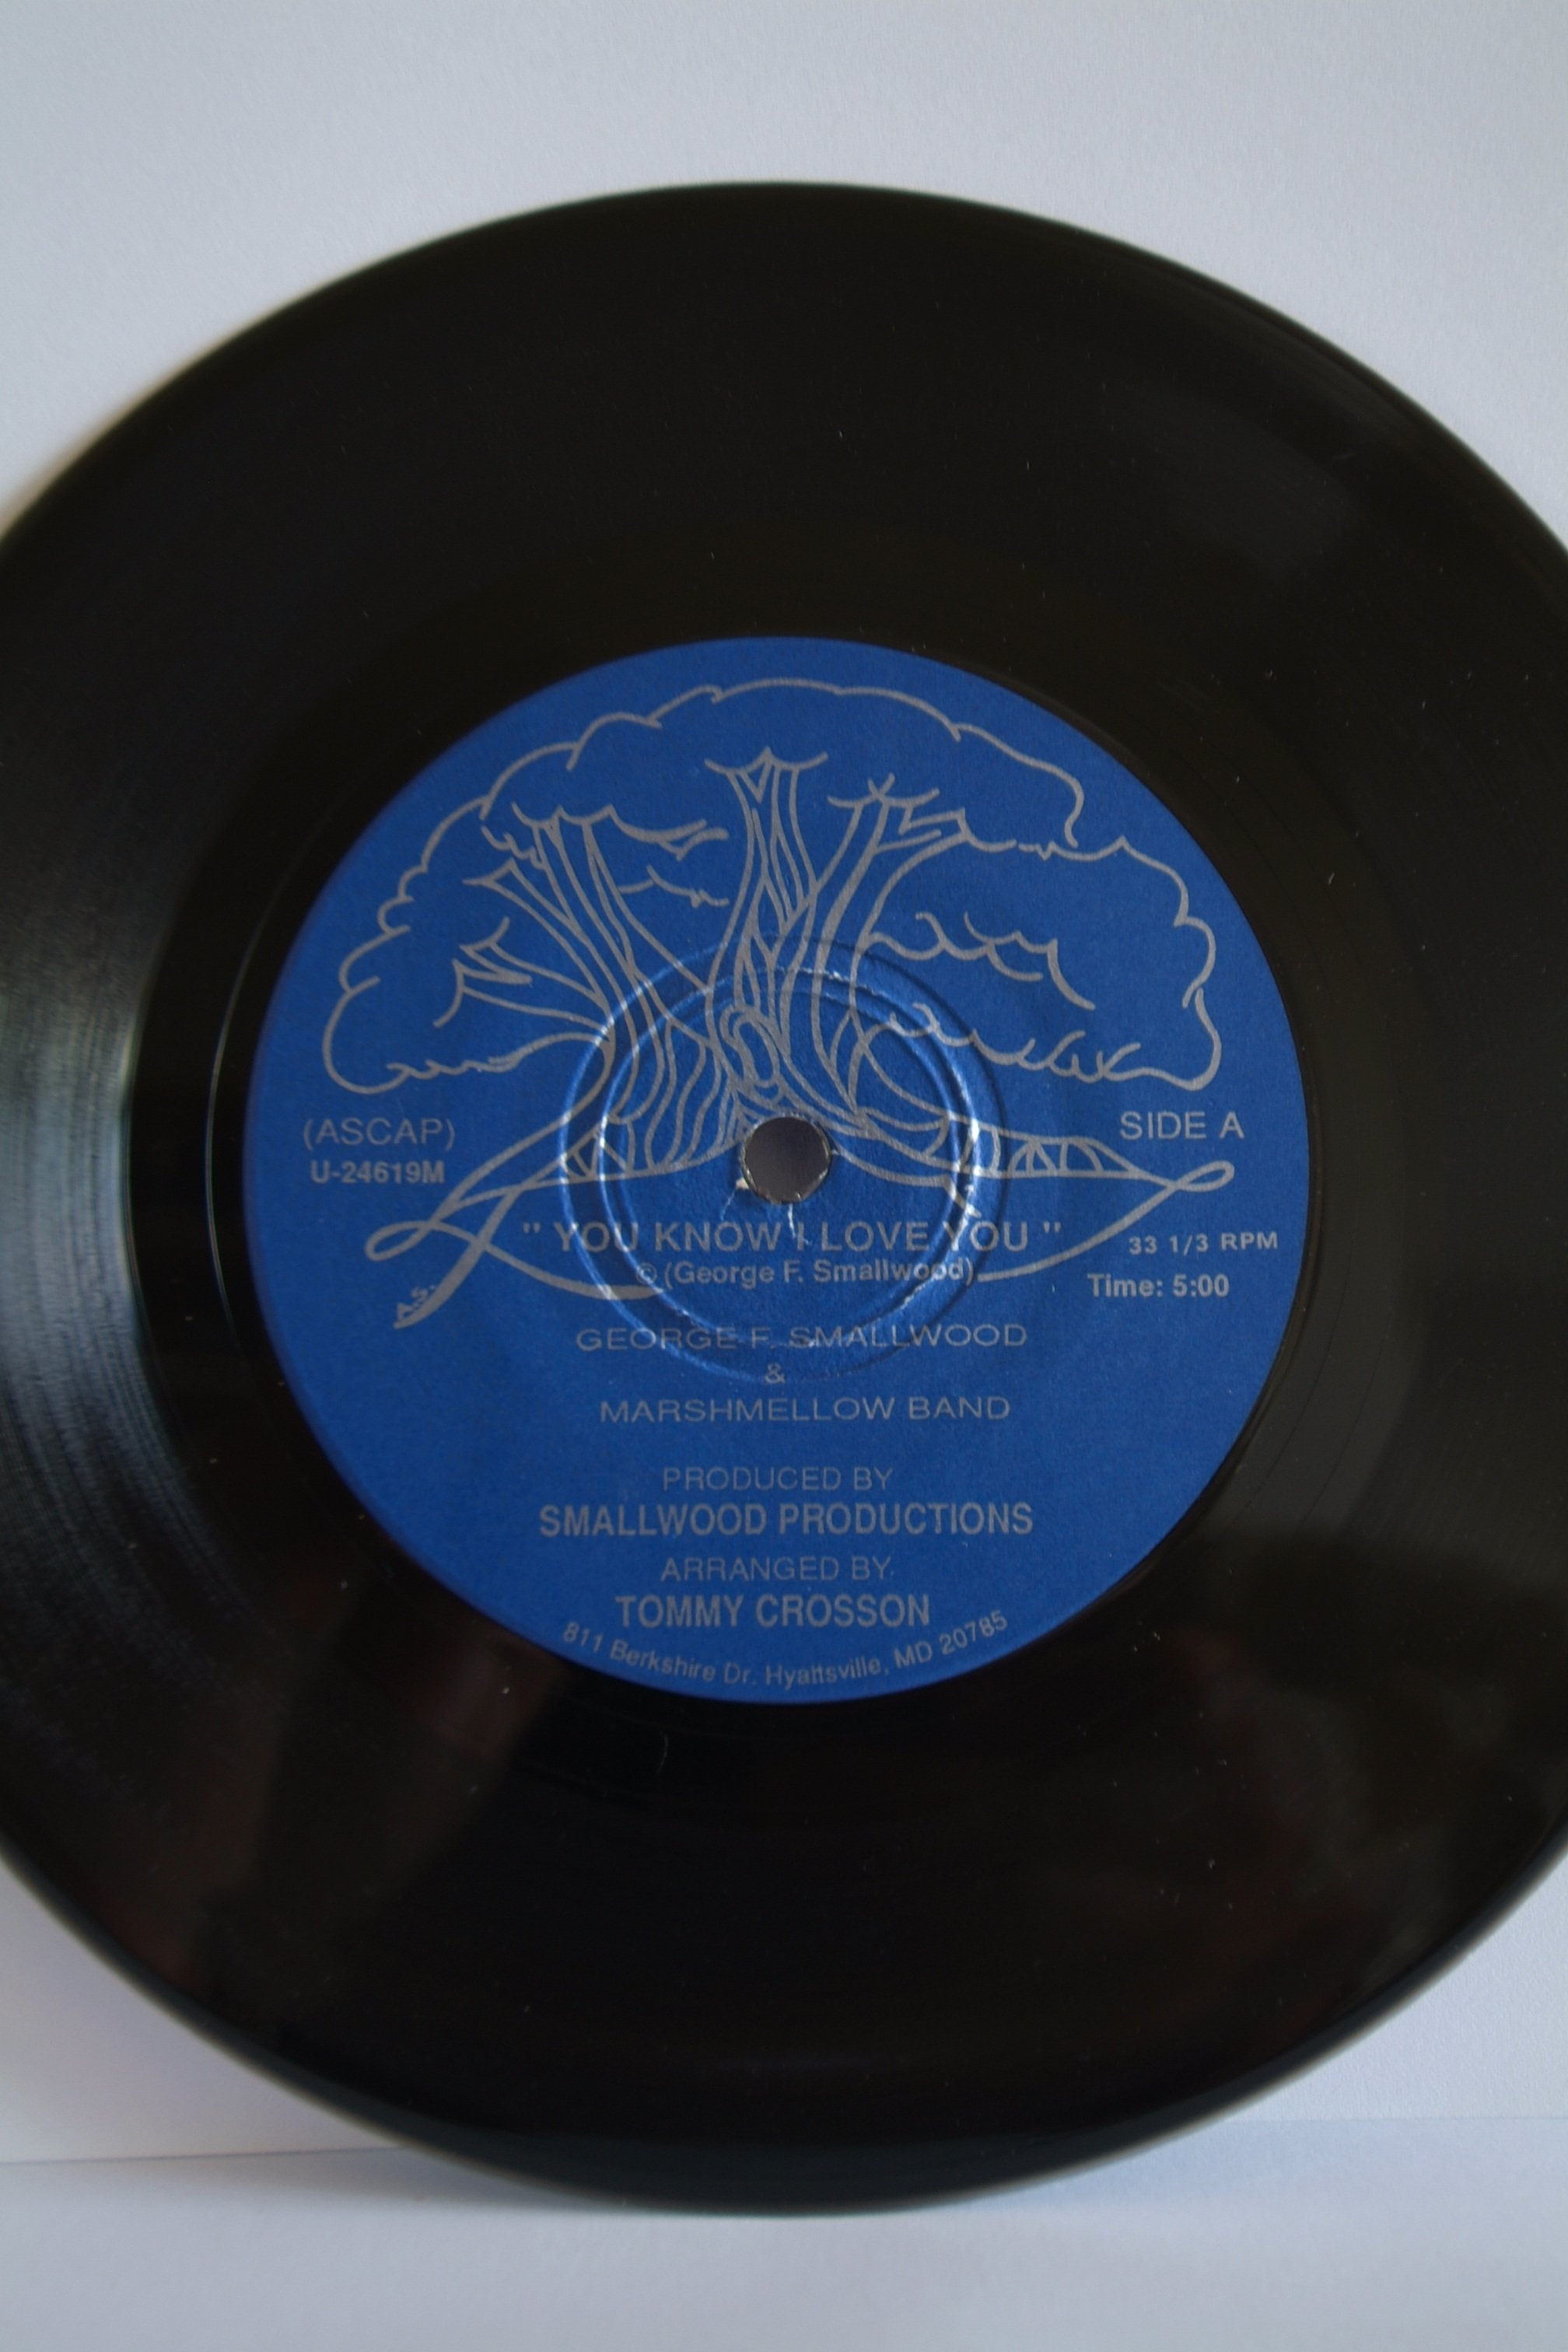 (ASCAP)
U-24619M
SIDE A
" YOU KNOW I LOVE YOU "
33 1/3 RPM
© (George F. Smallwood)
Time: 5:00
A.S.
GEORGE F. SMALLWOOD
&
MARSHMELLOW BAND
PRODUCED BY
SMALLWOOD PRODUCTIONS
ARRANGED BY
TOMMY CROSSON
811 Berkshire Dr. Hyattsville, MD 20785